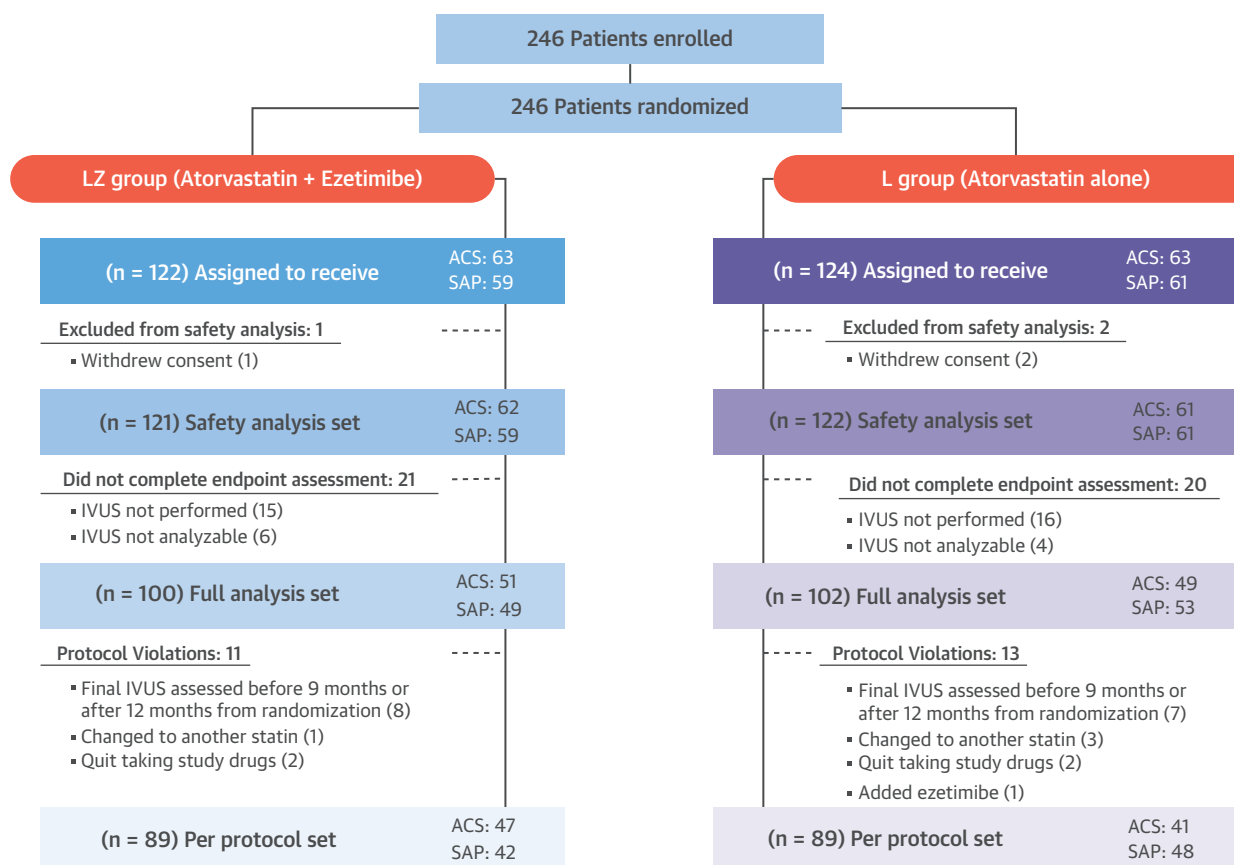 246 Patients enrolled
246 Patients randomized
LZ group (Atorvastatin + Ezetimibe)
(n = 122) Assigned to receive
ACS: 63
SAP: 59
Excluded from safety analysis: 1
▪ Withdrew consent (1)
(n = 121) Safety analysis set
ACS: 62
SAP: 59
Did not complete endpoint assessment: 21
▪ IVUS not performed (15)
▪ IVUS not analyzable (6)
(n = 100) Full analysis set
ACS: 51
SAP: 49
Protocol Violations: 11
▪ Final IVUS assessed before 9 months or
after 12 months from randomization (8)
▪ Changed to another statin (1)
▪ Quit taking study drugs (2)
(n = 89) Per protocol set
ACS: 47
SAP: 42
L group (Atorvastatin alone)
(n = 124) Assigned to receive
ACS: 63
SAP: 61
Excluded from safety analysis: 2
▪ Withdrew consent (2)
(n = 122) Safety analysis set
ACS: 61
SAP: 61
Did not complete endpoint assessment: 20
▪ IVUS not performed (16)
▪ IVUS not analyzable (4)
(n = 102) Full analysis set
ACS: 49
SAP: 53
Protocol Violations: 13
▪ Final IVUS assessed before 9 months or
after 12 months from randomization (7)
▪ Changed to another statin (3)
▪ Quit taking study drugs (2)
▪ Added ezetimibe (1)
(n = 89) Per protocol set
ACS: 41
SAP: 48